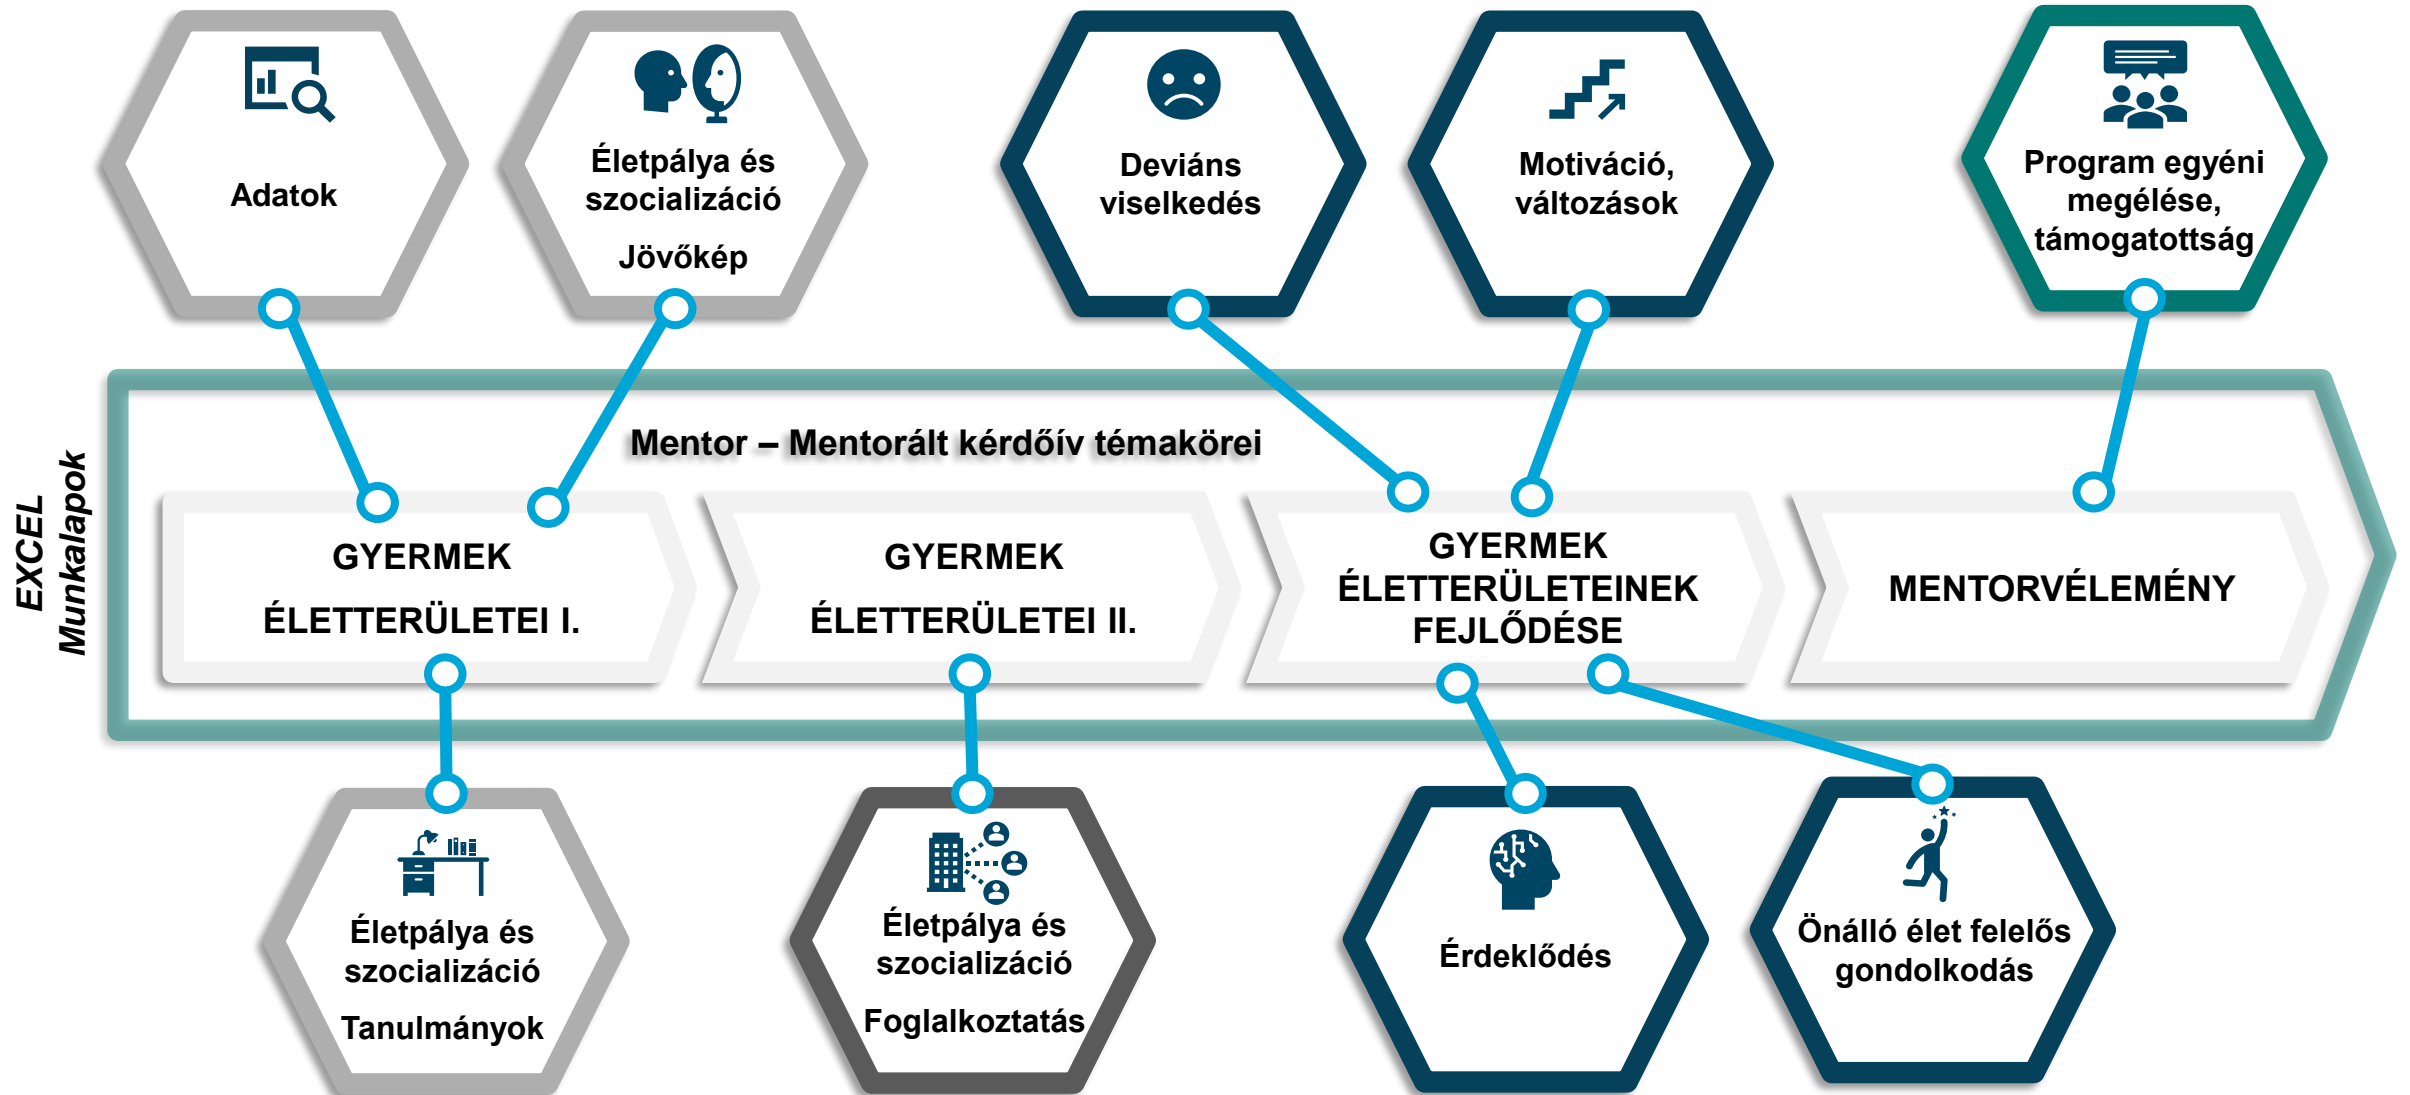 Adatok
Életpálya és
szocializáció
Jövőkép
Deviáns
viselkedés
Motiváció,
változások
Program egyéni
megélése,
támogatottság
EXCEL
Munkalapok
Mentor – Mentorált kérdőív témakörei
GYERMEK
ÉLETTERÜLETEI I.
GYERMEK
ÉLETTERÜLETEI II.
GYERMEK
ÉLETTERÜLETEINEK
FEJLŐDÉSE
MENTORVÉLEMÉNY
Életpálya és
szocializáció
Tanulmányok
Életpálya és
szocializáció
Foglalkoztatás
Érdeklődés
Önálló élet felelős
gondolkodás